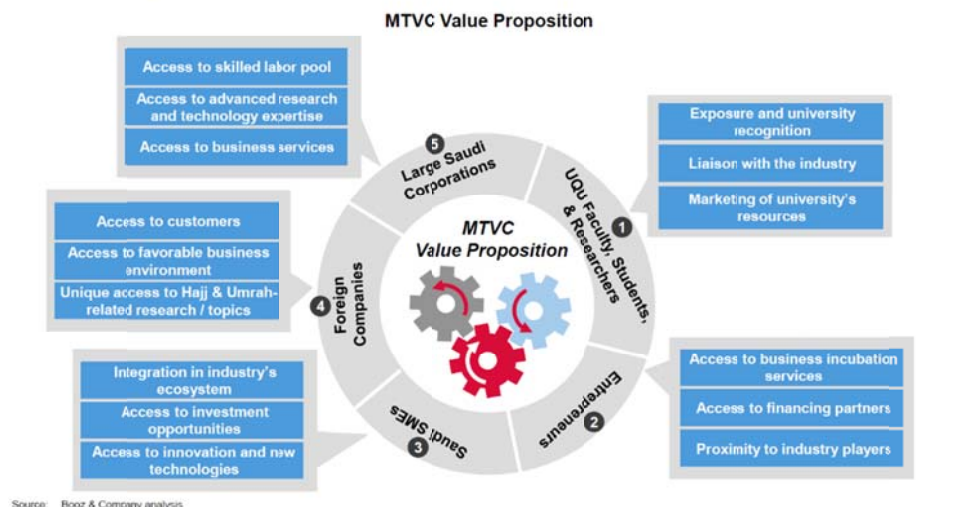 MTVC Value Proposition
Access to skilled labor pool
Access to advanced research
and technology expertise
Access to business services
5
Large Saudi
Corporations
Exposure and university
recognition
Liaison with the industry
Marketing of university's
resources
1
UQU Faculty, Students,
& Researchers
Access to customers
Access to favorable business
environment
Unique access to Hajj & Umrah-
related research / topics
4
Foreign
Companies
MTVC
Value Proposition
Integration in industry's
ecosystem
Access to investment
opportunities
Access to innovation and new
technologies
3
Saudi SMEs
2
Entrepreneurs
Access to business incubation
services
Access to financing partners
Proximity to industry players
Source: Booz & Company analysis